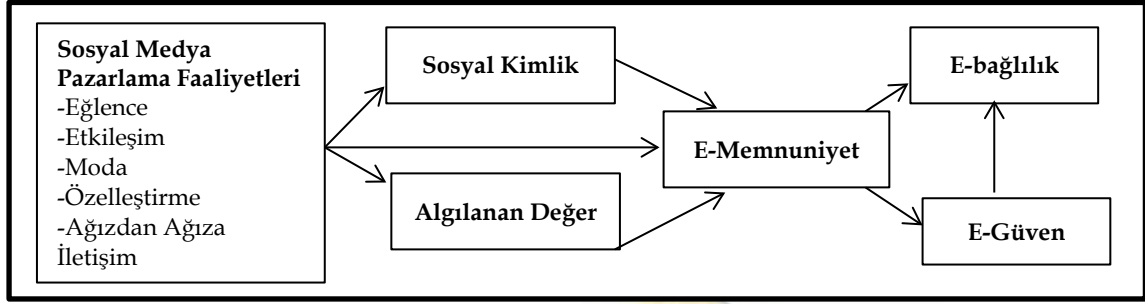 Sosyal Medya
Pazarlama Faaliyetleri
-Eğlence
-Etkileşim
-Moda
-Özelleştirme
-Ağızdan Ağıza
İletişim
Sosyal Kimlik
Algılanan Değer
E-Memnuniyet
E-bağlılık
E-Güven